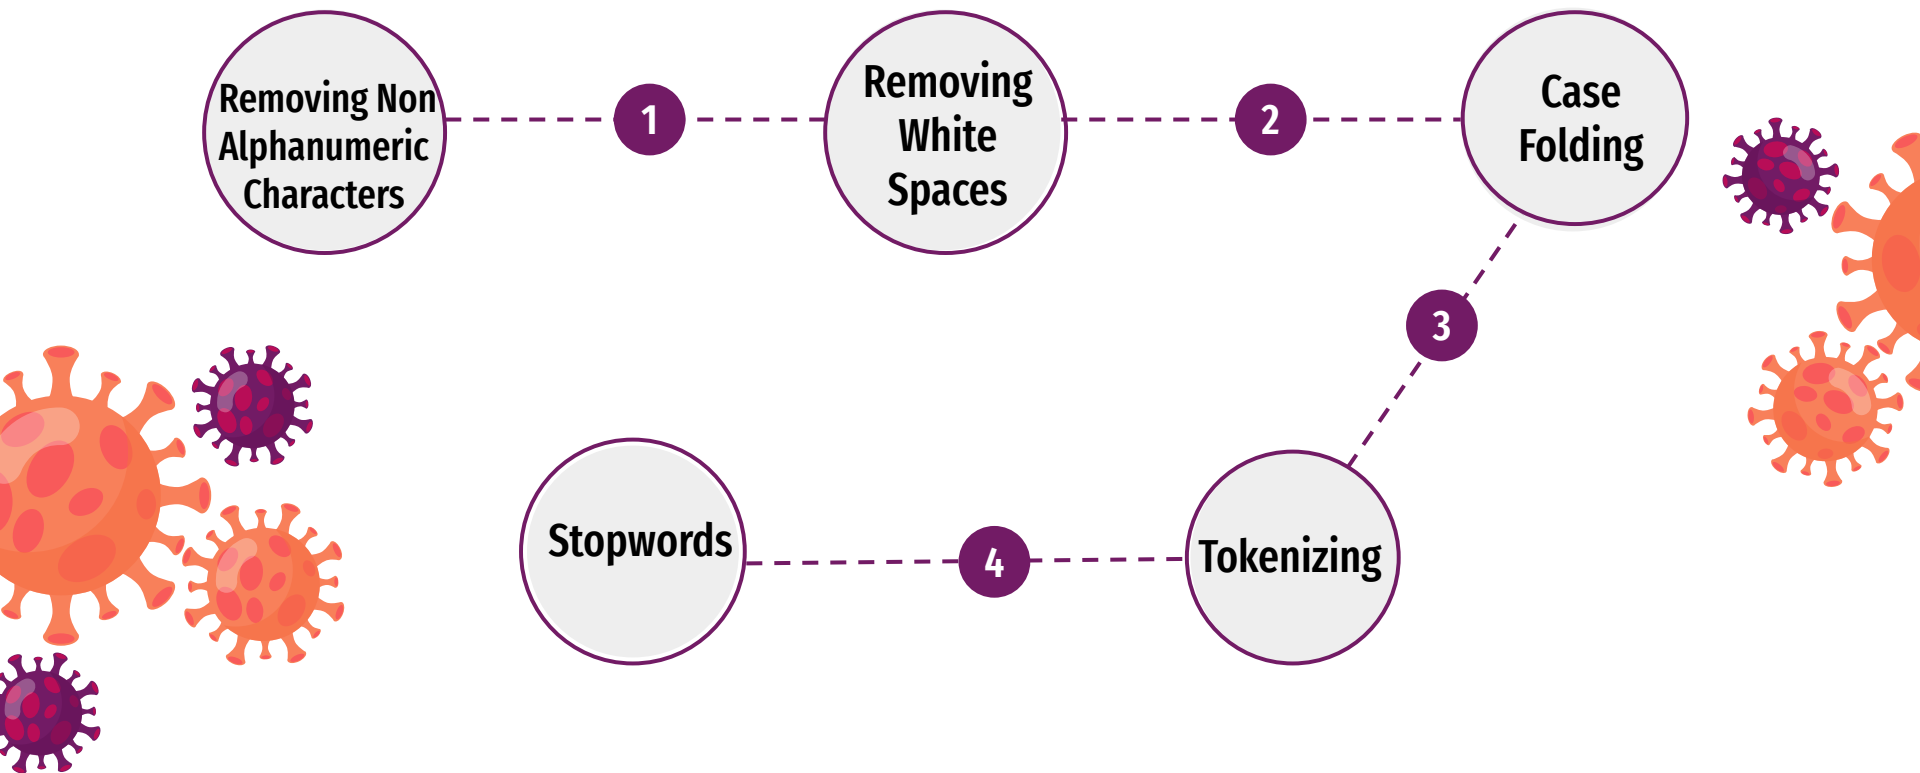 Removing Non
Alphanumeric
Characters
1
Removing
White
Spaces
2
Case
Folding
3
Tokenizing
4
Stopwords